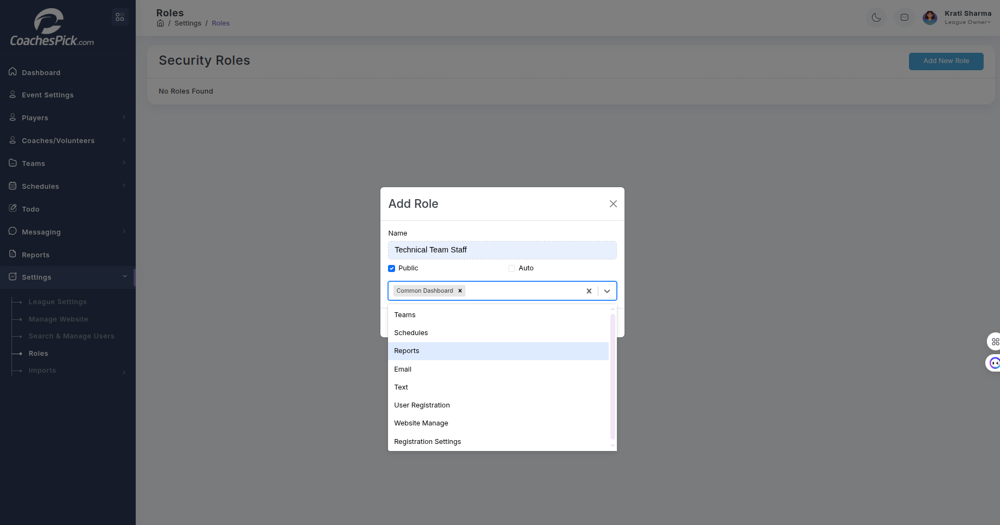 CoachesPick.com
Dashboard
Event Settings
Players
Coaches/Volunteers
Teams
Schedules
Todo
Messaging
Reports
Settings
League Settings
Manage Website
Search & Manage Users
Roles
Imports
Roles
/ Settings / Roles
Krati Sharma
League Owner
Security Roles
Add New Role
No Roles Found
Add Role
Name
Technical Team Staff
Public
Auto
Common Dashboard
Teams
Schedules
Reports
Email
Text
User Registration
Website Manage
Registration Settings